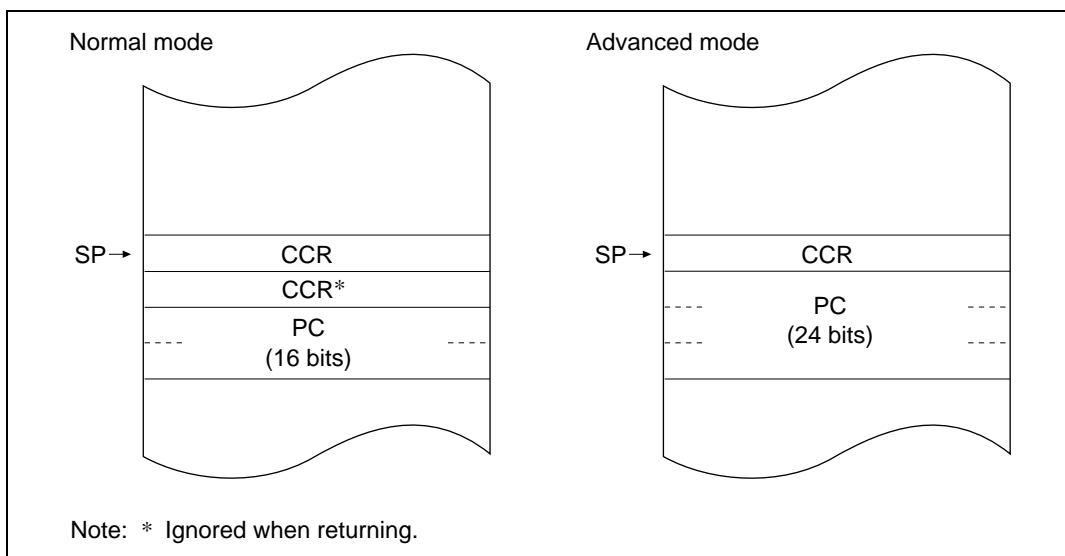 Normal mode
SP→
CCR
CCR*
PC
(16 bits)
Advanced mode
SP→
CCR
PC
(24 bits)
Note: * Ignored when returning.